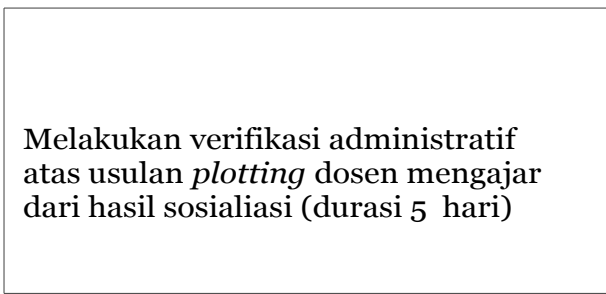 Melakukan verifikasi administratif
atas usulan plotting dosen mengajar
dari hasil sosialiasi (durasi 5  hari)